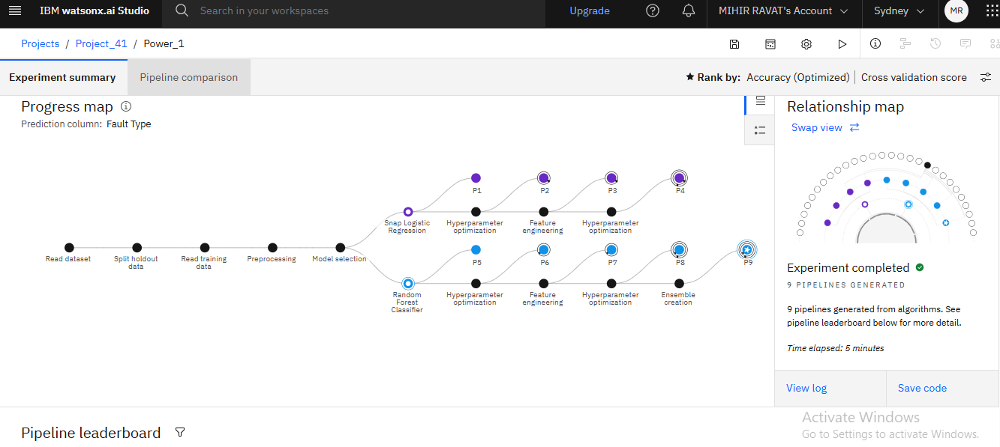 IBM watsonx.ai Studio
Search in your workspaces
Upgrade
MIHIR RAVAT's Account
Sydney
MR
Projects / Project_41 / Power_1
Experiment summary
Pipeline comparison
Rank by: Accuracy (Optimized) | Cross validation score
Progress map
Prediction column: Fault Type
P1
P2
P3
P4
Snap Logistic
Regression
Hyperparameter
optimization
Feature
engineering
Hyperparameter
optimization
Read dataset
Split holdout
data
Read training
data
Preprocessing
Model selection
P5
P6
P7
P8
P9
Random
Forest
Classifier
Hyperparameter
optimization
Feature
engineering
Hyperparameter
optimization
Ensemble
creation
Relationship map
Swap view
Experiment completed
9 PIPELINES GENERATED
9 pipelines generated from algorithms. See
pipeline leaderboard below for more detail.
Time elapsed: 5 minutes
View log
Save code
Pipeline leaderboard
Activate Windows
Go to Settings to activate Windows.